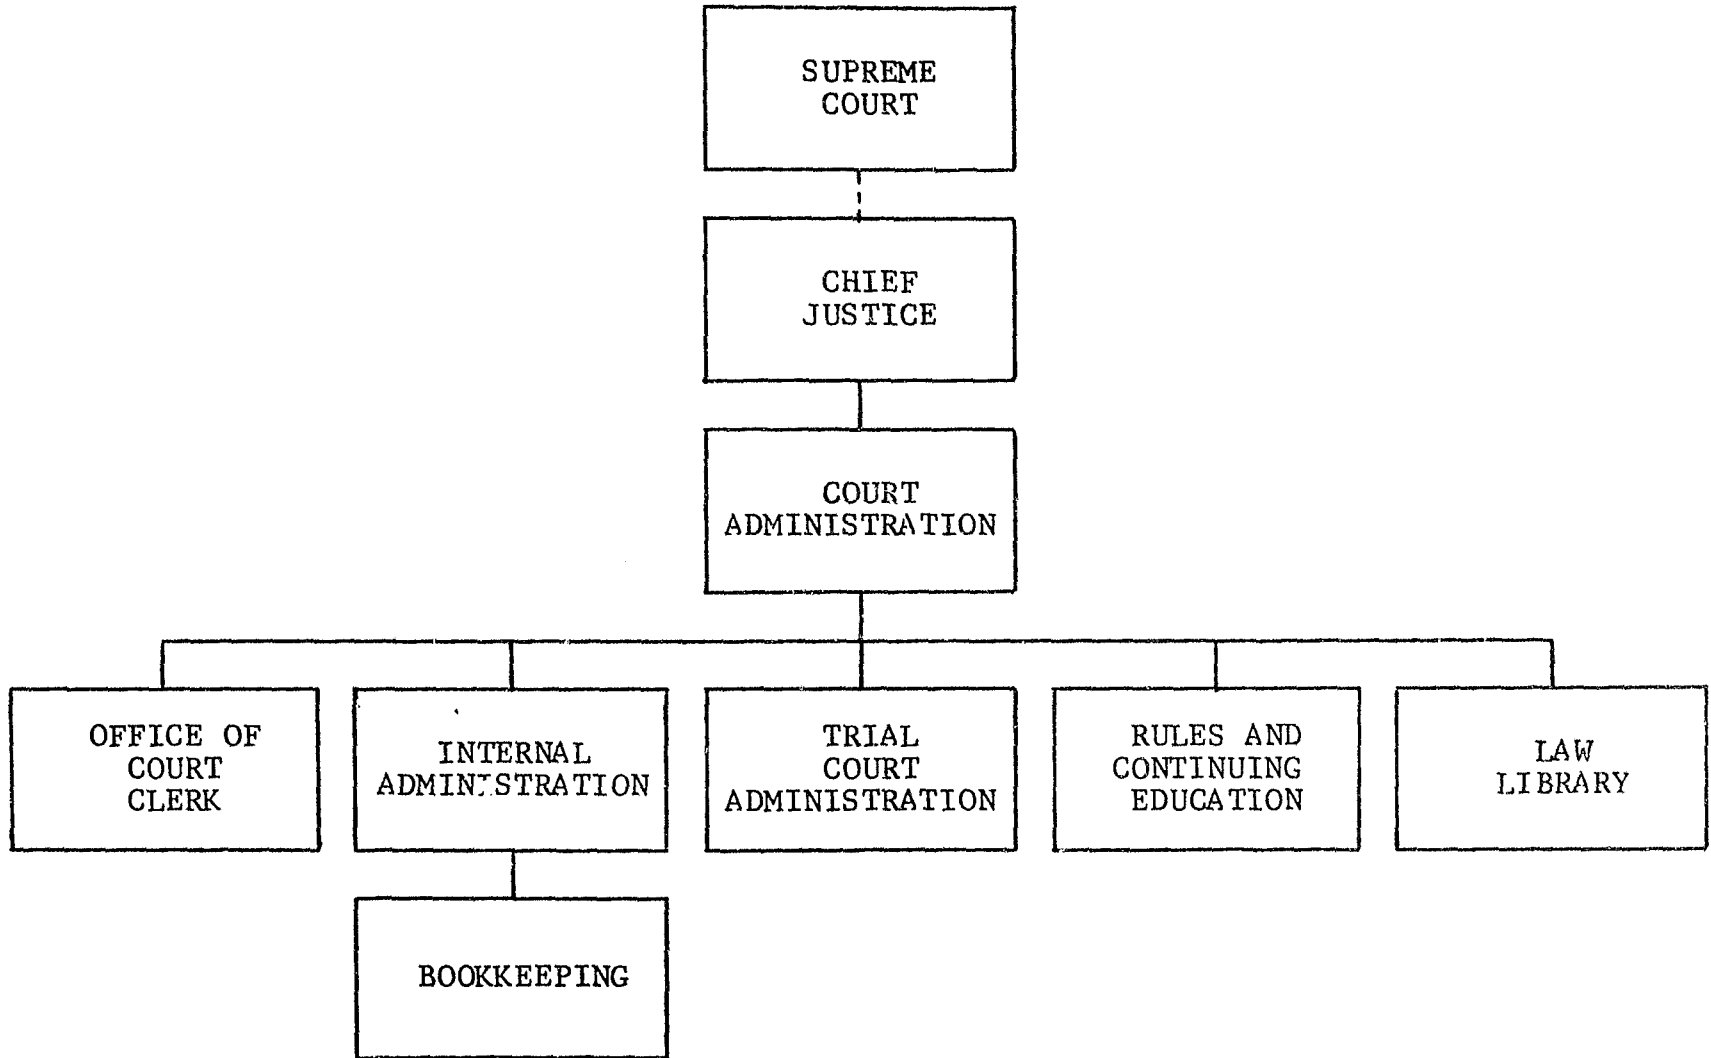 SUPREME
COURT
CHIEF
JUSTICE
COURT
ADMINISTRATION
OFFICE OF
COURT
CLERK
INTERNAL
ADMINISTRATION
TRIAL
COURT
ADMINISTRATION
RULES AND
CONTINUING
EDUCATION
LAW
LIBRARY
BOOKKEEPING